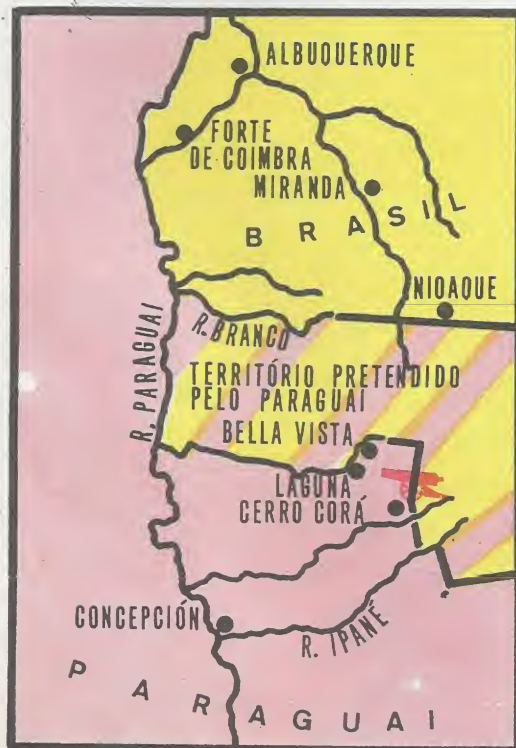 ALBUQUERQUE
FORTE
DE COIMBRA
MIRANDA
BRASIL
NIOAQUE
R. PARAGUAI
R. BRANCO
TERRITÓRIO PRETENDIDO
PELO PARAGUAI
BELLA VISTA
LAGUNA
CERRO CORÁ
CONCEPCIÓN
R. IPANÉ
PARAGUAI